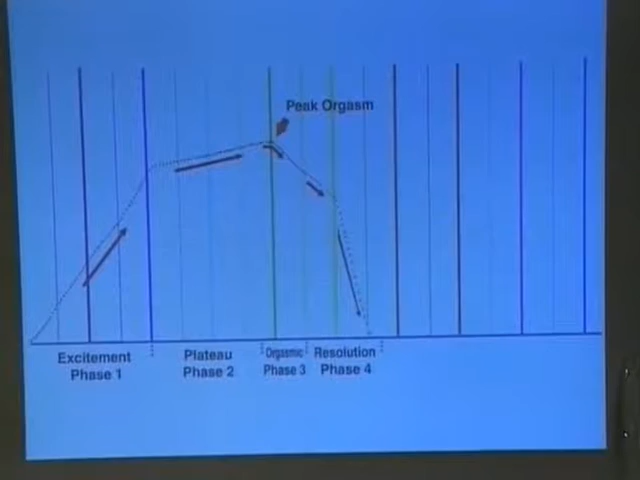 Peak Orgasm
Excitement
Phase 1
Plateau
Phase 2
Orgasmic
Phase 3
Resolution
Phase 4